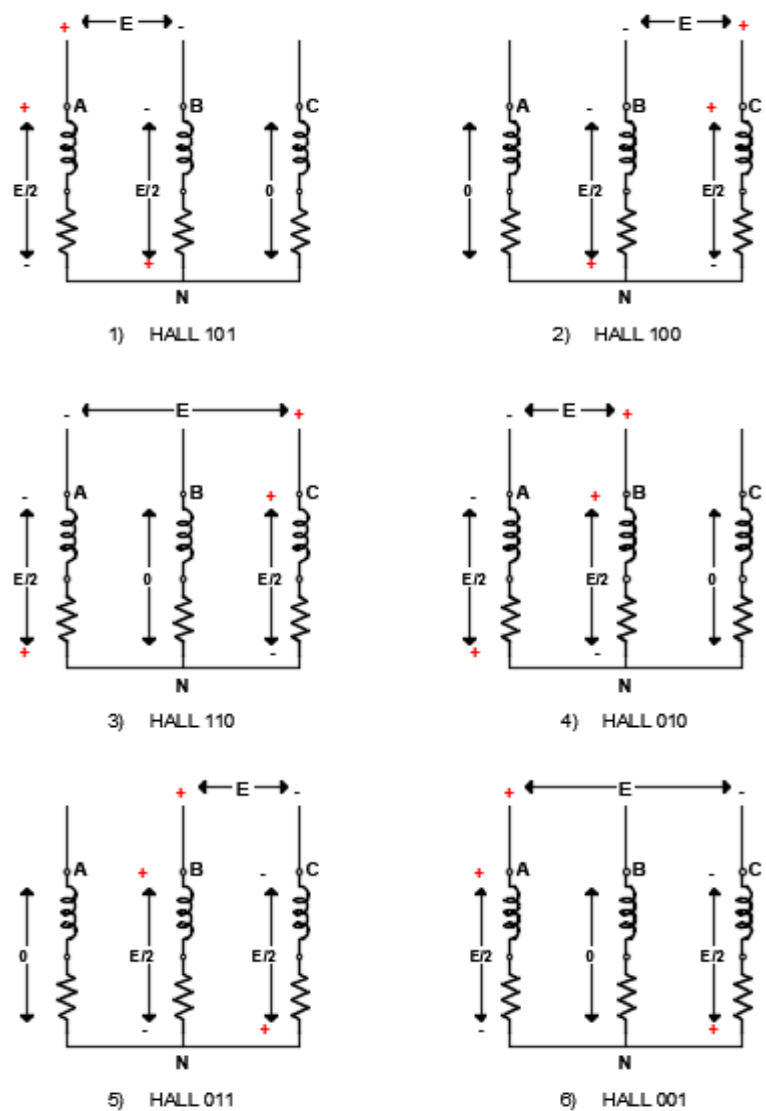 + E - - E +
+ A - B C A - B + C
E/2 E/2 0 0 E/2 E/2
- + + -
N N
1) HALL 101 2) HALL 100
- E + - E +
- A B + C - A + B C
E/2 0 E/2 E/2 E/2 0
+ - + -
N N
3) HALL 110 4) HALL 010
+ E - + E -
A + B - C + A B - C
0 E/2 E/2 E/2 0 E/2
- + - +
N N
5) HALL 011 6) HALL 001